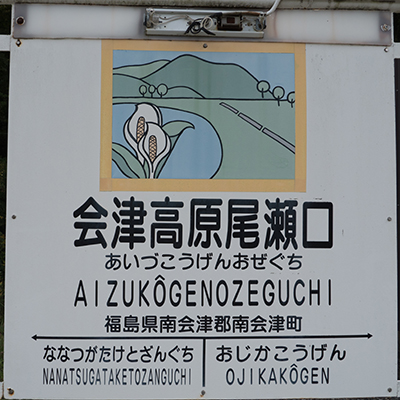 会津高原尾瀬口
あいづこうげんおぜぐち
AIZUKÔGENOZEGUCHI
福島県南会津郡南会津町
ななつがたけとざんぐち
NANATSUGATAKETOZANGUCHI
おじかこうげん
OJIKAKÔGEN